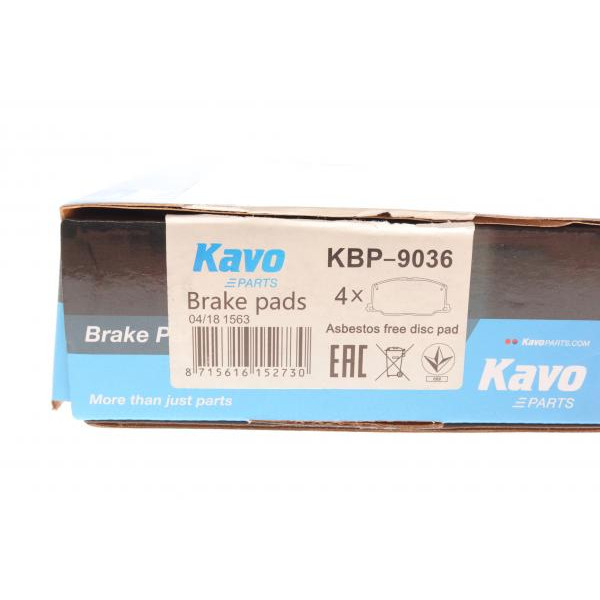 Kavo
PARTS
Brake pads
04/18 1563
8 715616 152730
KBP-9036
4×
Asbestos free disc pad
EAC
Brake P
More than just parts
KavoPARTS.COM
Kavo
PARTS